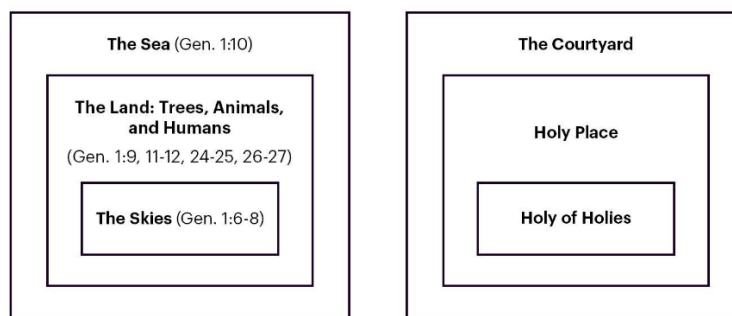 The Sea (Gen. 1:10)
The Land: Trees, Animals,
and Humans
(Gen. 1:9, 11-12, 24-25, 26-27)
The Skies (Gen. 1:6-8)
The Courtyard
Holy Place
Holy of Holies